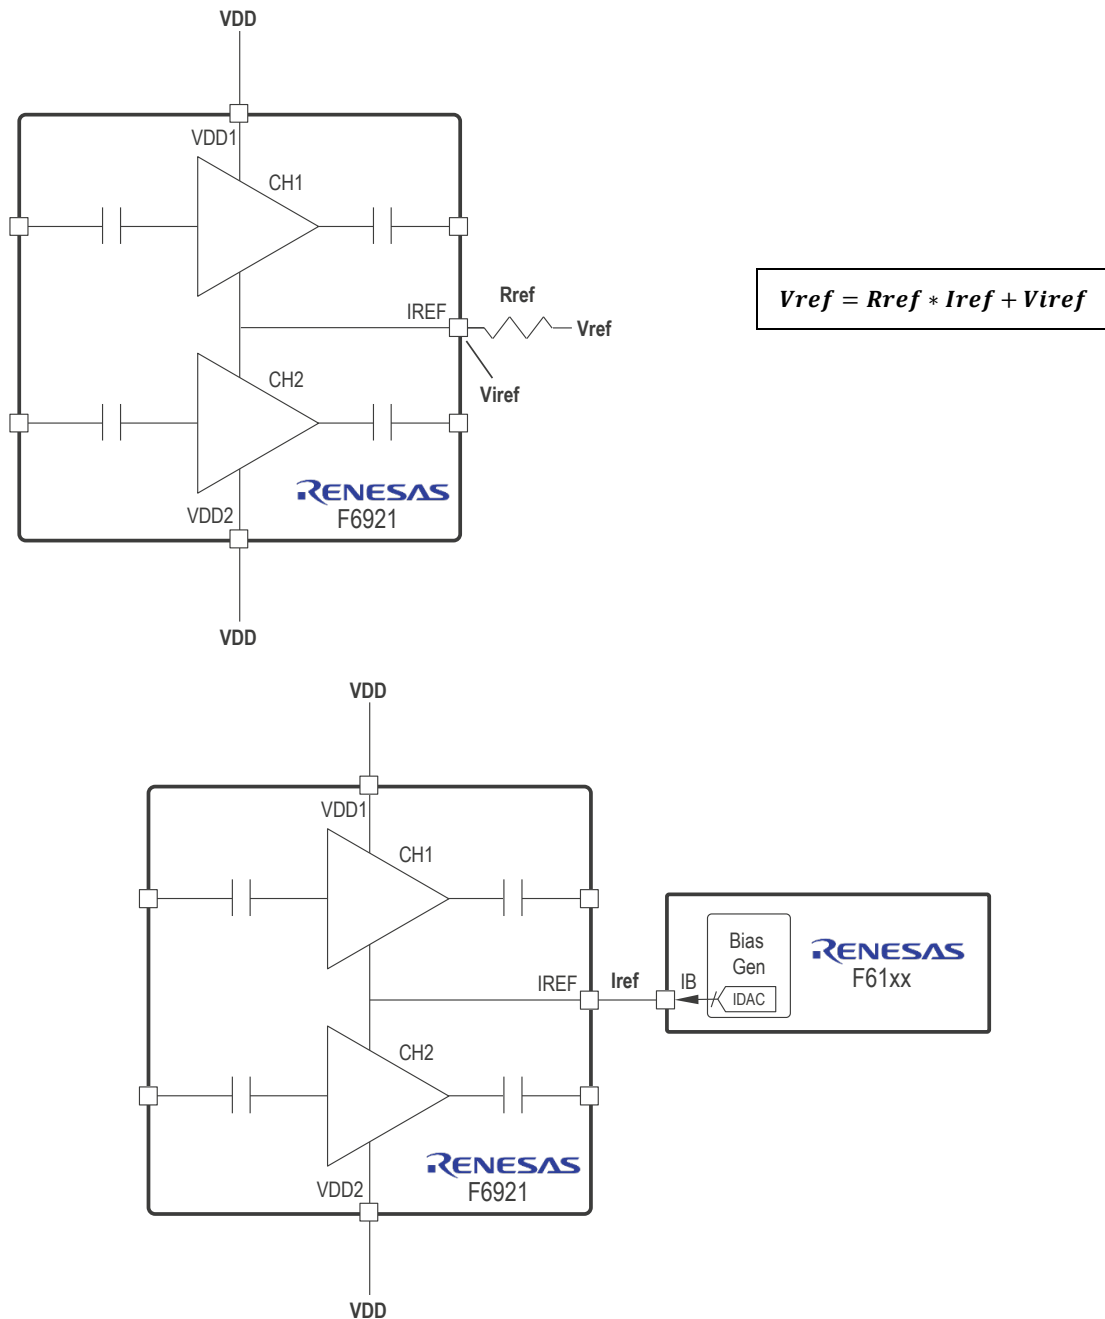 VDD
VDD1
CH1
Rref
IREF
Vref
Viref
CH2
RENESAS
F6921
VDD2
VDD
Vref = Rref * Iref + Viref
VDD
VDD1
CH1
Bias
Gen
RENESAS
F61xx
IREF
Iref
IB
IDAC
CH2
RENESAS
F6921
VDD2
VDD